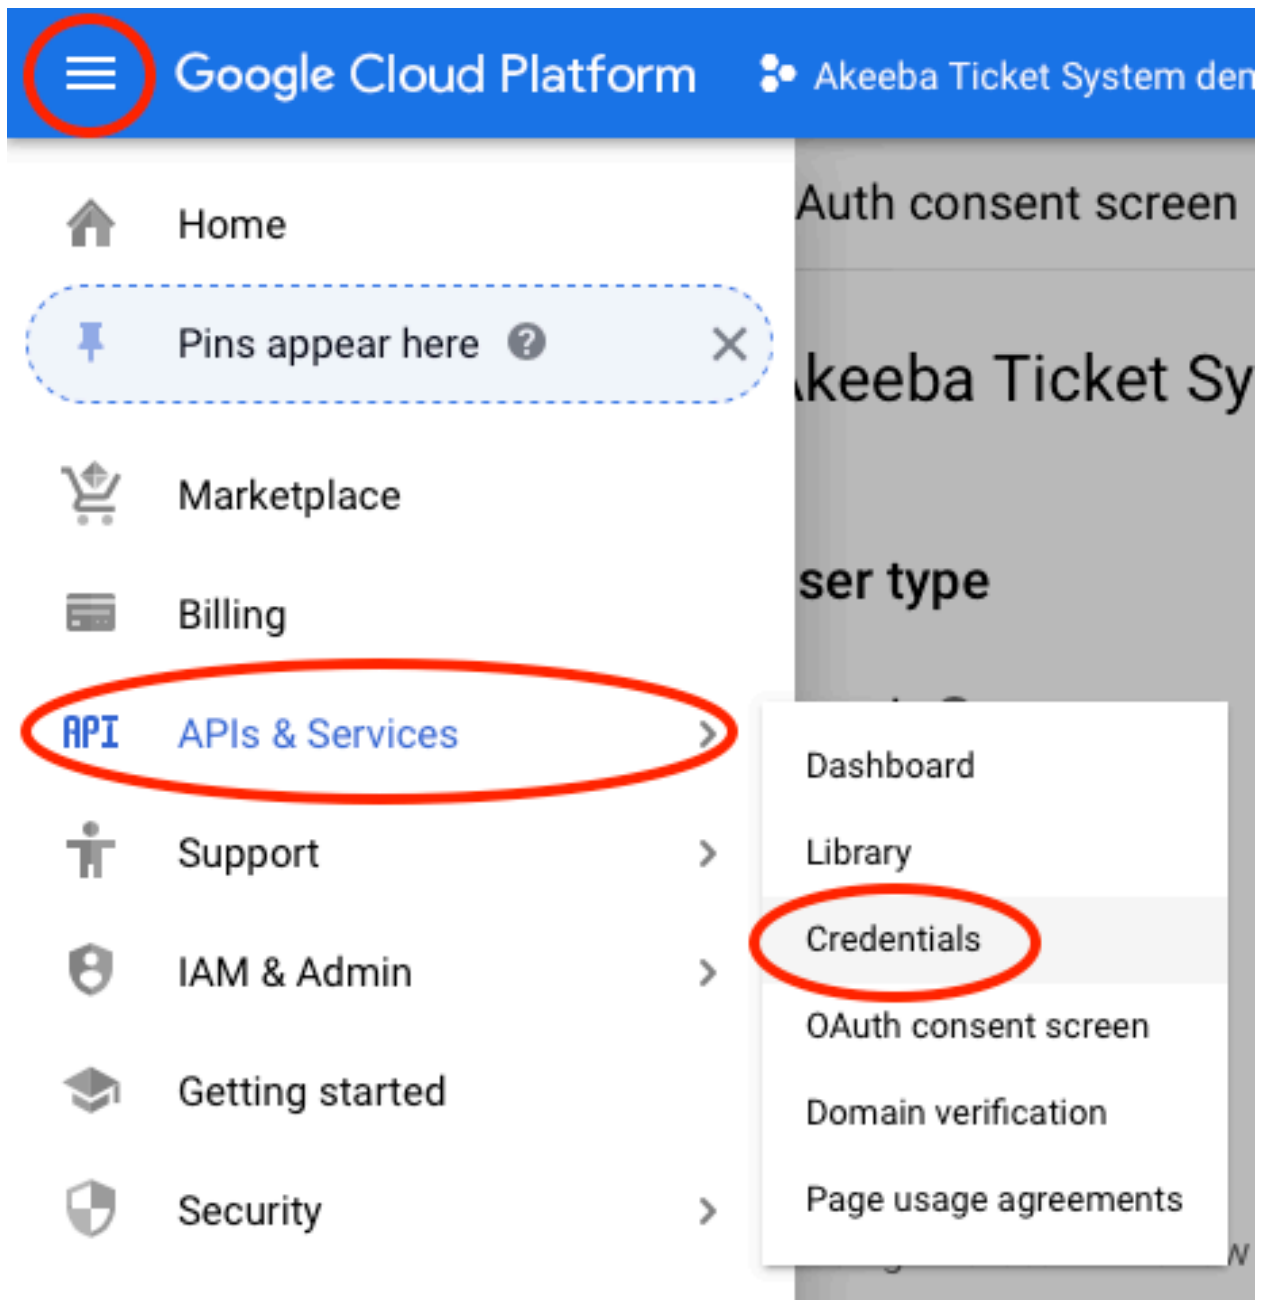 Google Cloud Platform
Akeeba Ticket System
Home
Pins appear here
Marketplace
Billing
API APIs & Services
Support
IAM & Admin
Getting started
Security
Auth consent screen
keeba Ticket Sy
ser type
Dashboard
Library
Credentials
OAuth consent screen
Domain verification
Page usage agreements